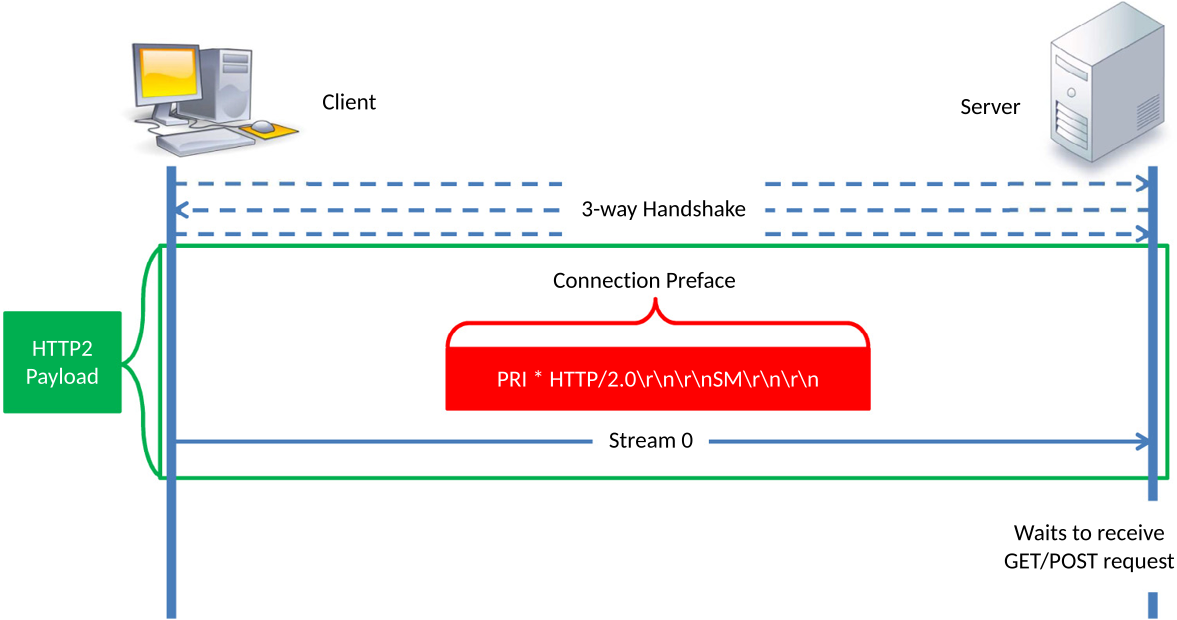 Client
Server
3-way Handshake
Connection Preface
HTTP2
Payload
PRI * HTTP/2.0\r\n\r\nSM\r\n\r\n
Stream 0
Waits to receive
GET/POST request